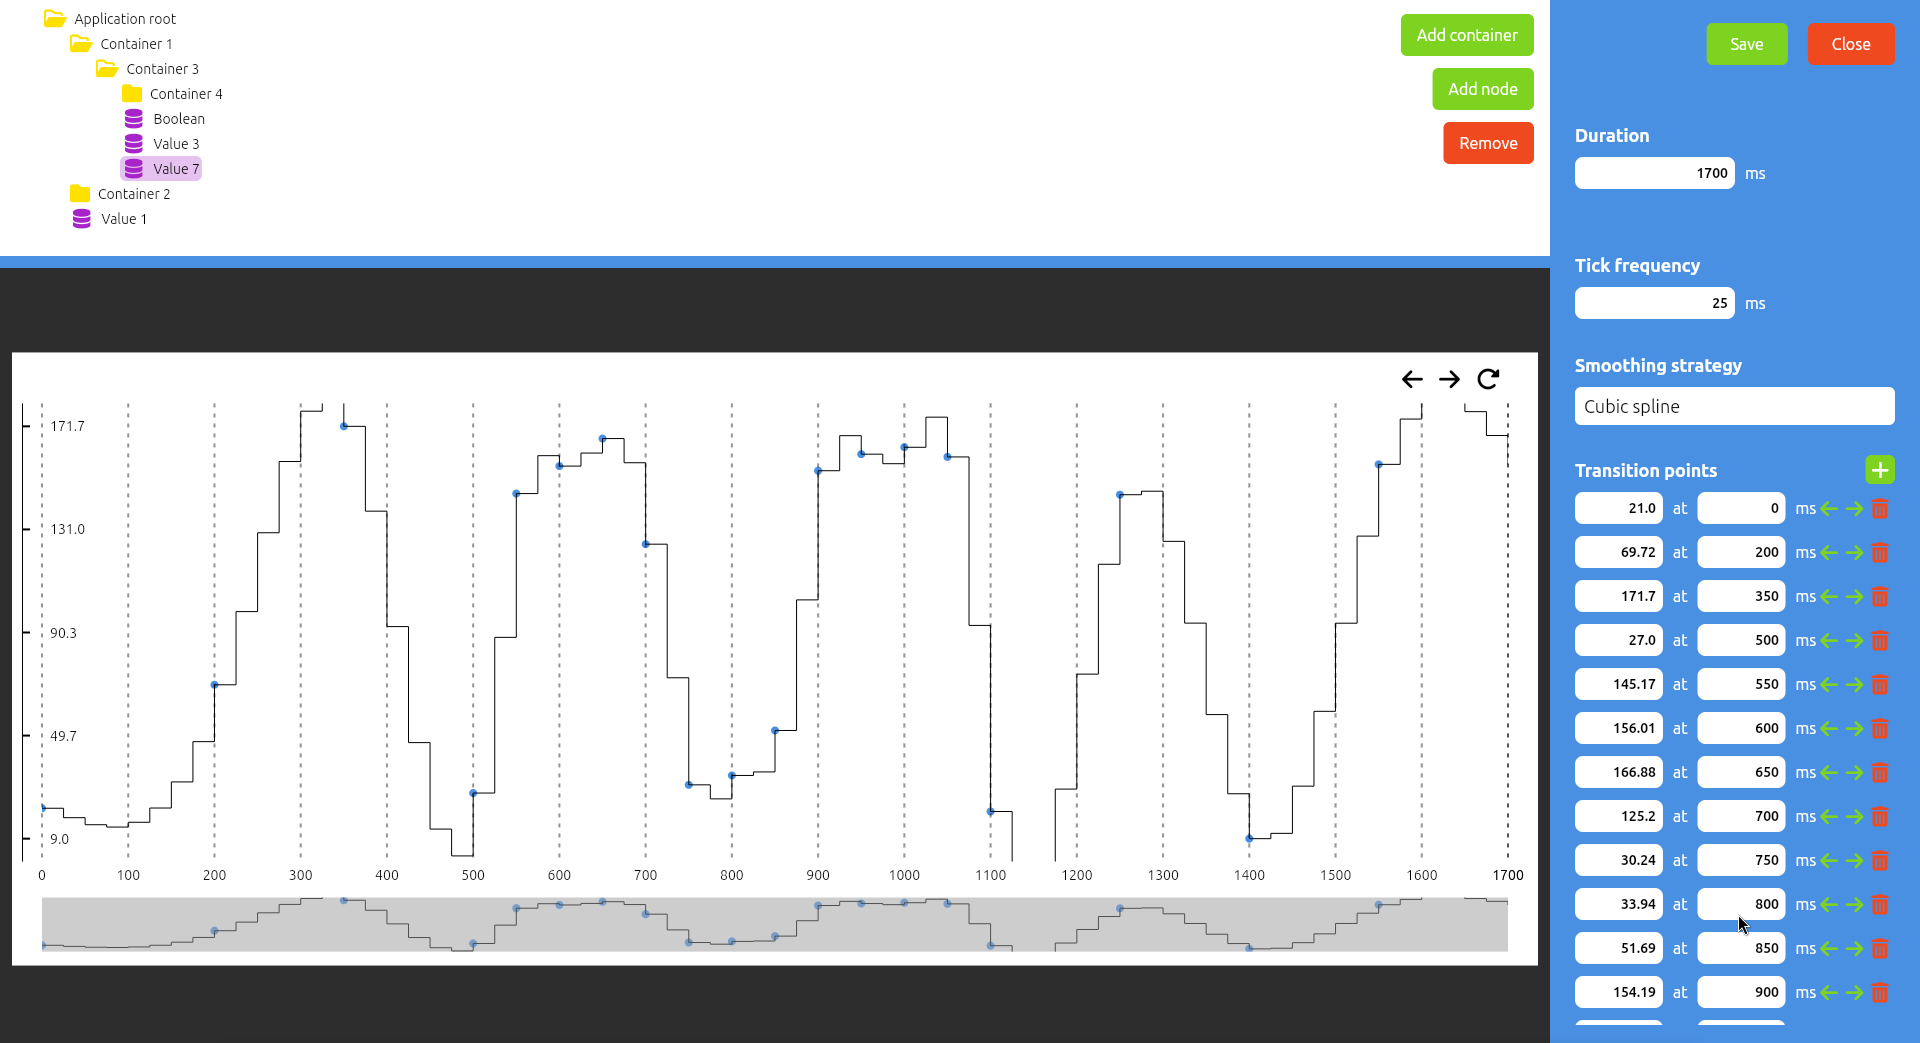 Application root
Container 1
Container 3
Container 4
Boolean
Value 3
Value 7
Container 2
Value 1
Add container
Add node
Remove
Save
Close
Duration
1700 ms
Tick frequency
25 ms
Smoothing strategy
Cubic spline
Transition points
21.0 at 0 ms
69.72 at 200 ms
171.7 at 350 ms
27.0 at 500 ms
145.17 at 550 ms
156.01 at 600 ms
166.88 at 650 ms
125.2 at 700 ms
30.24 at 750 ms
33.94 at 800 ms
51.69 at 850 ms
154.19 at 900 ms
171.7
131.0
90.3
49.7
9.0
0 100 200 300 400 500 600 700 800 900 1000 1100 1200 1300 1400 1500 1600 1700